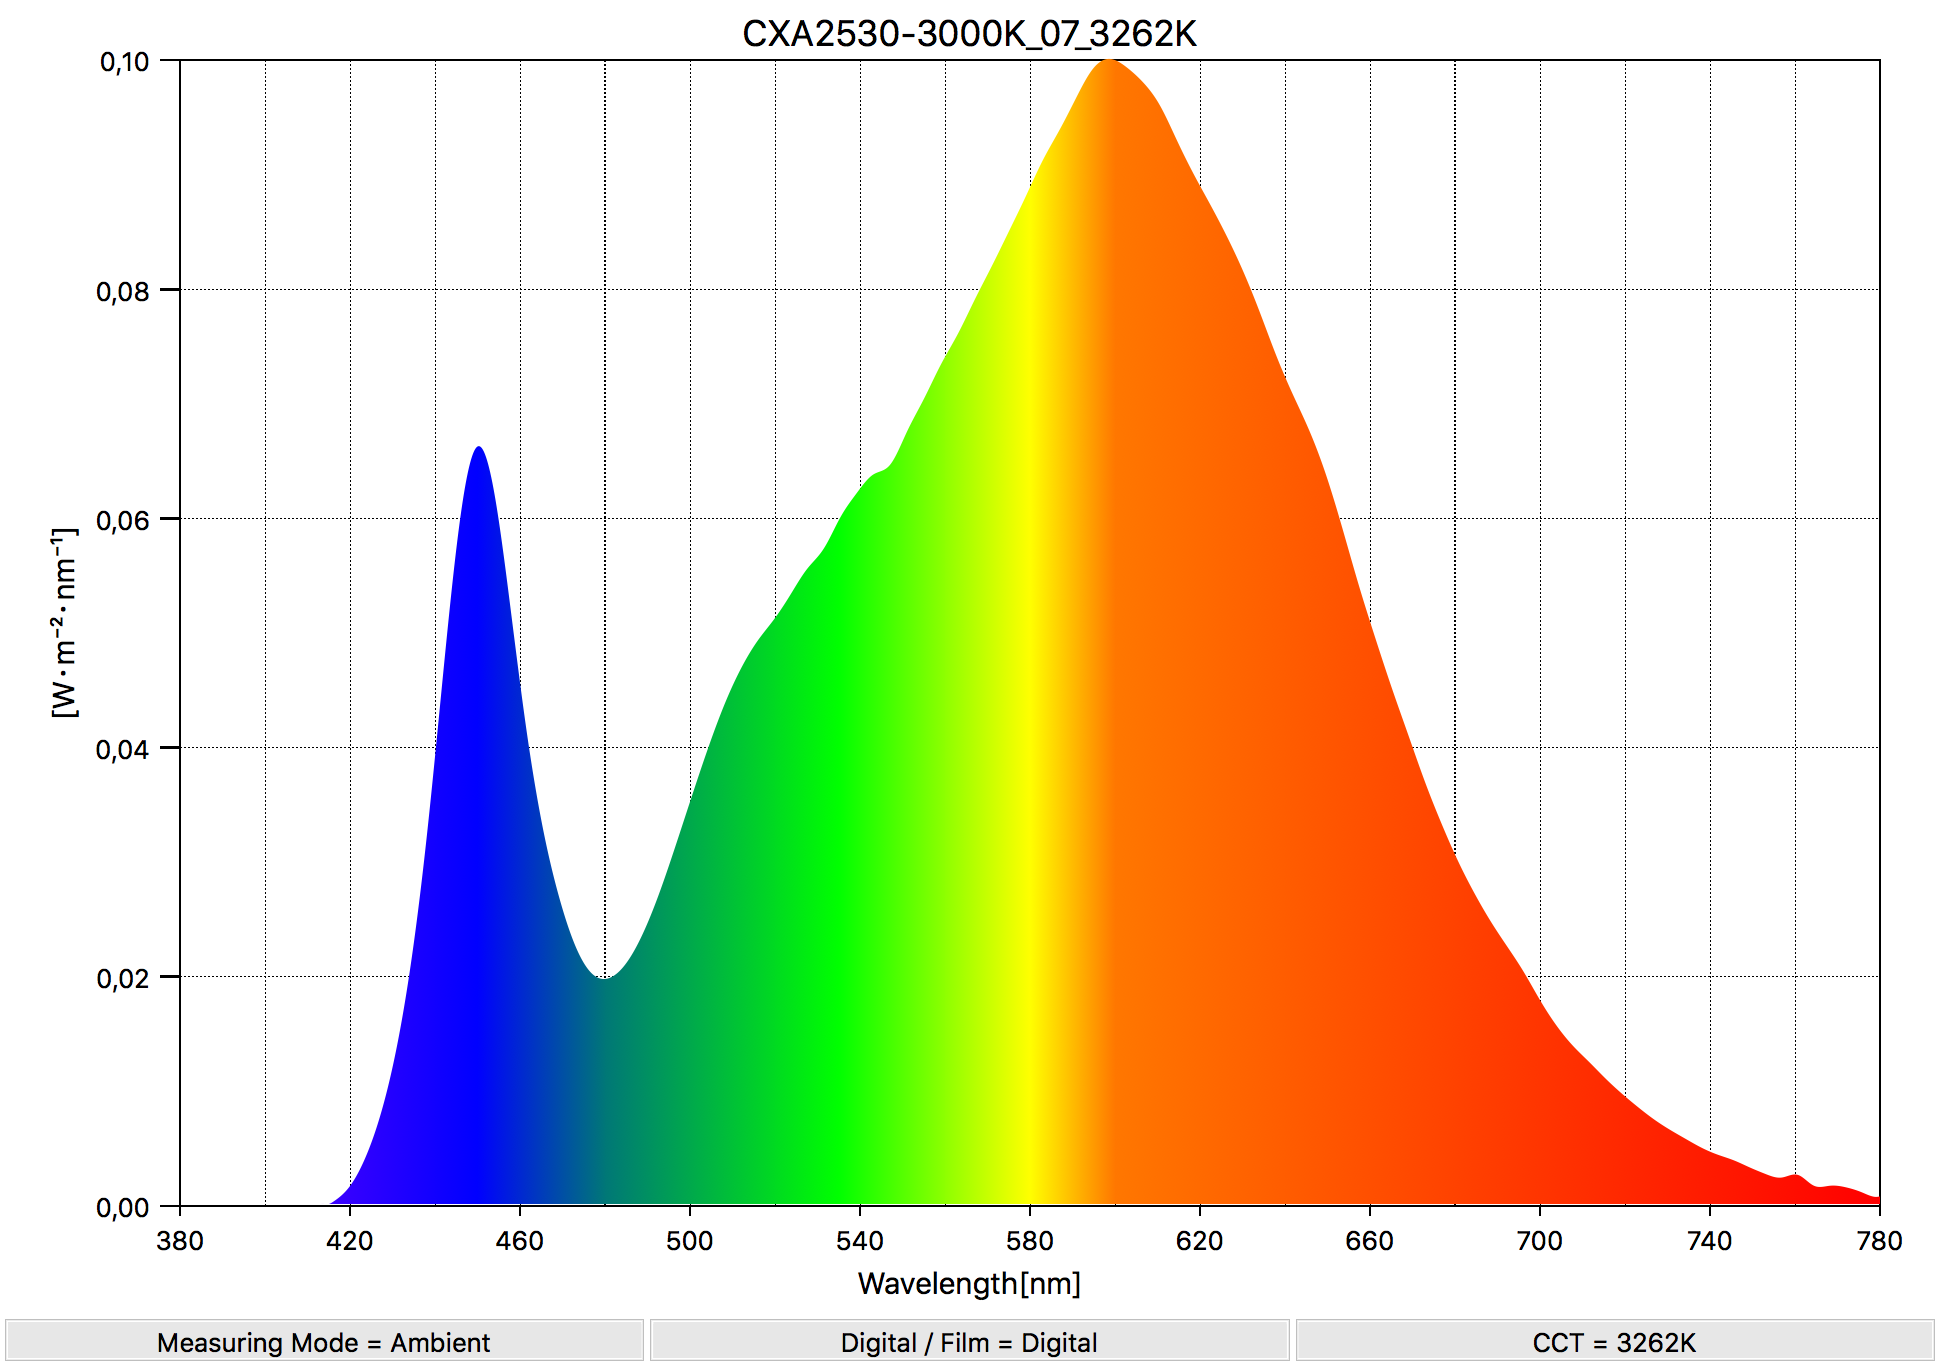 CXA2530-3000K_07_3262K
0,10
0,08
0,06
0,04
0,02
0,00
[W·m⁻²·nm⁻¹]
380 420 460 500 540 580 620 660 700 740 780
Wavelength[nm]
Measuring Mode = Ambient
Digital / Film = Digital
CCT = 3262K